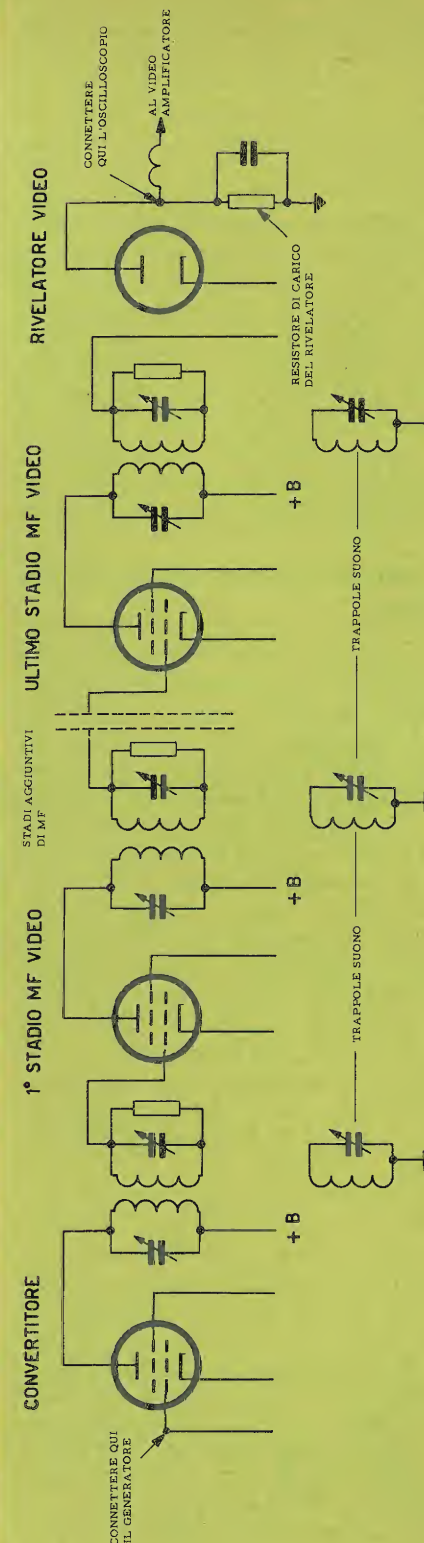 CONVERTITORE
1° STADIO MF VIDEO
STADI AGGIUNTIVI
DI MF
ULTIMO STADIO MF VIDEO
RIVELATORE VIDEO
CONNETTERE QUI
IL GENERATORE
+ B
+ B
+ B
CONNETTERE
QUI L'OSCILLOSCOPIO
AL VIDEO
AMPLIFICATORE
RESISTORE DI CARICO
DEL RIVELATORE
TRAPPOLE SUONO
TRAPPOLE SUONO